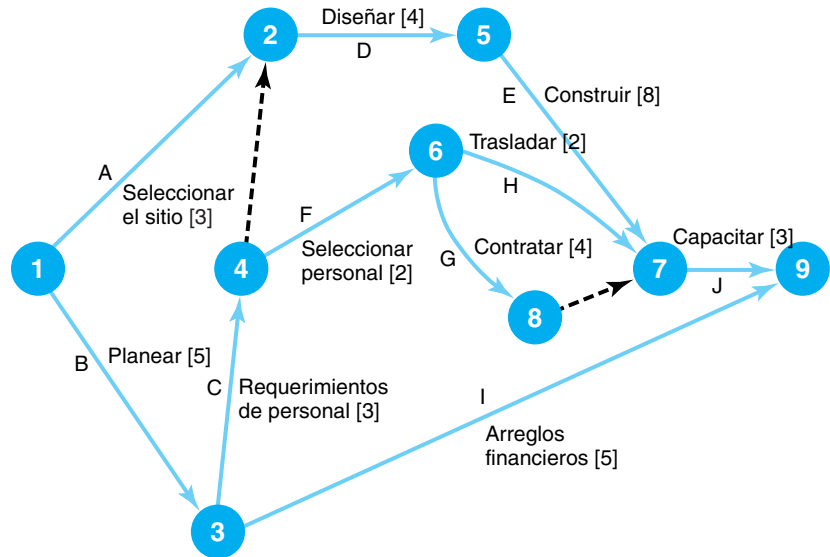 Diseñar [4]
2
5
D
E
Construir [8]
6
Trasladar [2]
H
A
Seleccionar
el sitio [3]
F
Seleccionar
personal [2]
G
Contratar [4]
Capacitar [3]
1
4
7
9
J
8
B
Planear [5]
C
Requerimientos
de personal [3]
I
Arreglos
financieros [5]
3